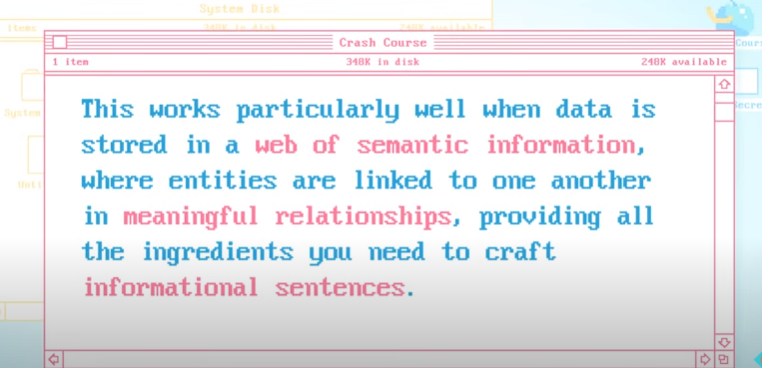 System Disk
items 340K in disk 240K available
Crash Course
1 item 340K in disk 240K available
System
This works particularly well when data is
stored in a web of semantic information,
where entities are linked to one another
in meaningful relationships, providing all
the ingredients you need to craft
informational sentences.